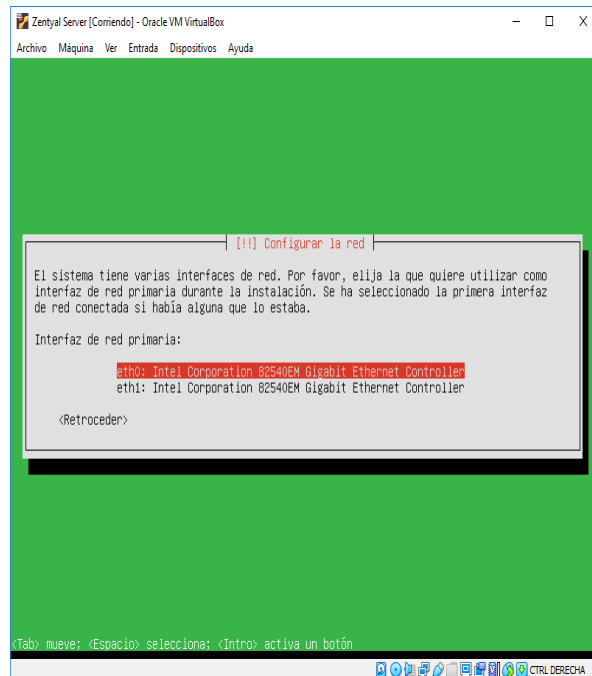 Zentyal Server [Corriendo] - Oracle VM VirtualBox
Archivo Máquina Ver Entrada Dispositivos Ayuda
[!!] Configurar la red
El sistema tiene varias interfaces de red. Por favor, elija la que quiere utilizar como
interfaz de red primaria durante la instalación. Se ha seleccionado la primera interfaz
de red conectada si había alguna que lo estaba.
Interfaz de red primaria:
eth0: Intel Corporation 82540EM Gigabit Ethernet Controller
eth1: Intel Corporation 82540EM Gigabit Ethernet Controller
<Retroceder>
<Tab> mueve; <Espacio> selecciona; <Intro> activa un botón
CTRL DERECHA